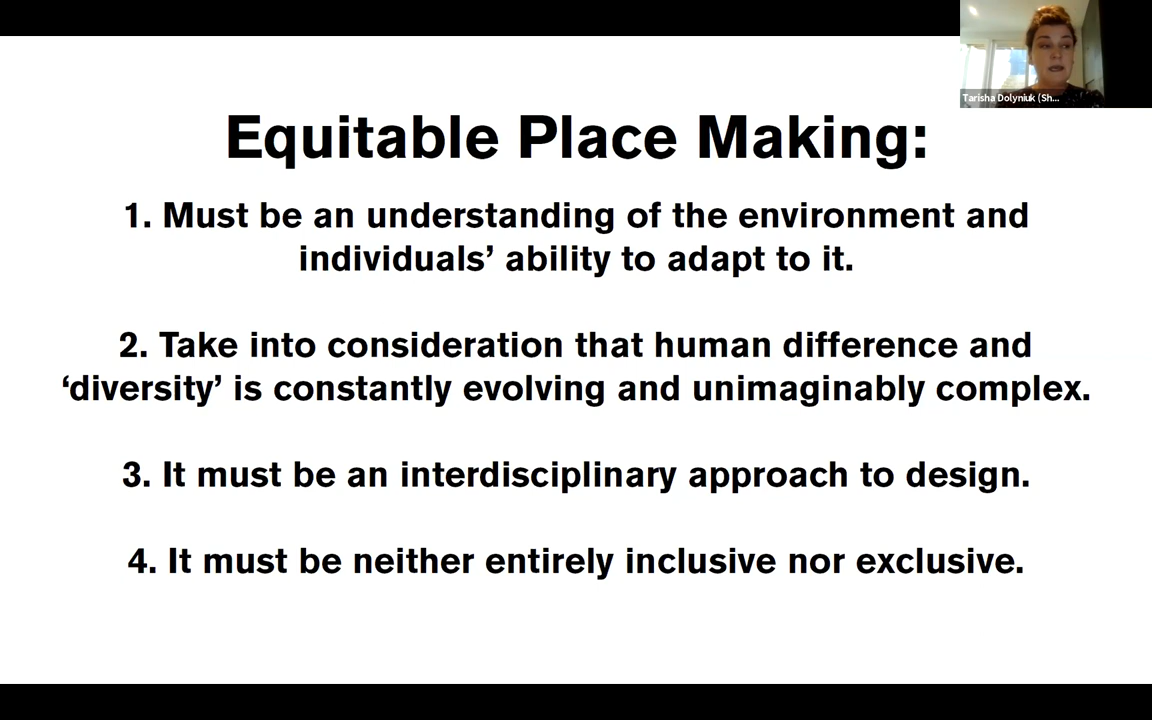 Tarisha Dolyniuk (Sh...
Equitable Place Making:
1. Must be an understanding of the environment and
individuals’ ability to adapt to it.
2. Take into consideration that human difference and
‘diversity’ is constantly evolving and unimaginably complex.
3. It must be an interdisciplinary approach to design.
4. It must be neither entirely inclusive nor exclusive.